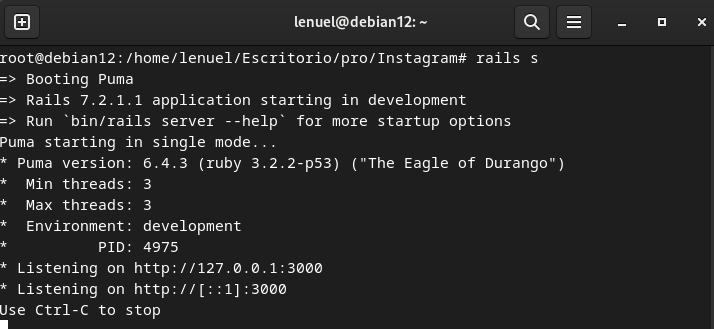 lenuel@debian12: ~
root@debian12:/home/lenuel/Escritorio/pro/Instagram# rails s
=> Booting Puma
=> Rails 7.2.1.1 application starting in development
=> Run `bin/rails server --help` for more startup options
Puma starting in single mode...
* Puma version: 6.4.3 (ruby 3.2.2-p53) ("The Eagle of Durango")
*  Min threads: 3
*  Max threads: 3
*  Environment: development
*          PID: 4975
* Listening on http://127.0.0.1:3000
* Listening on http://[::1]:3000
Use Ctrl-C to stop